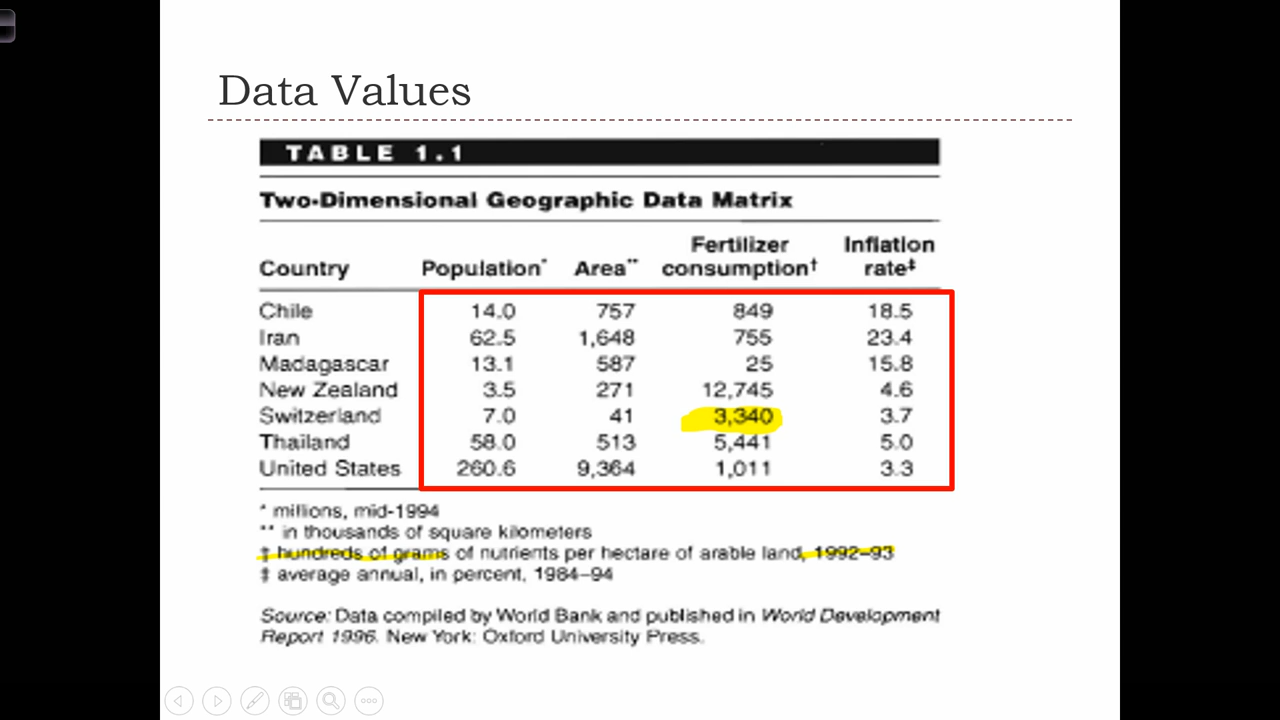 Data Values
TABLE 1.1
Two-Dimensional Geographic Data Matrix
Country Population* Area** Fertilizer consumption† Inflation rate‡
Chile 14.0 757 849 18.5
Iran 62.5 1,648 755 23.4
Madagascar 13.1 587 25 15.8
New Zealand 3.5 271 12,745 4.6
Switzerland 7.0 41 3,340 3.7
Thailand 58.0 513 5,441 5.0
United States 260.6 9,364 1,011 3.3
* millions, mid-1994
** in thousands of square kilometers
† hundreds of grams of nutrients per hectare of arable land, 1992–93
‡ average annual, in percent, 1984–94
Source: Data compiled by World Bank and published in World Development
Report 1996. New York: Oxford University Press.